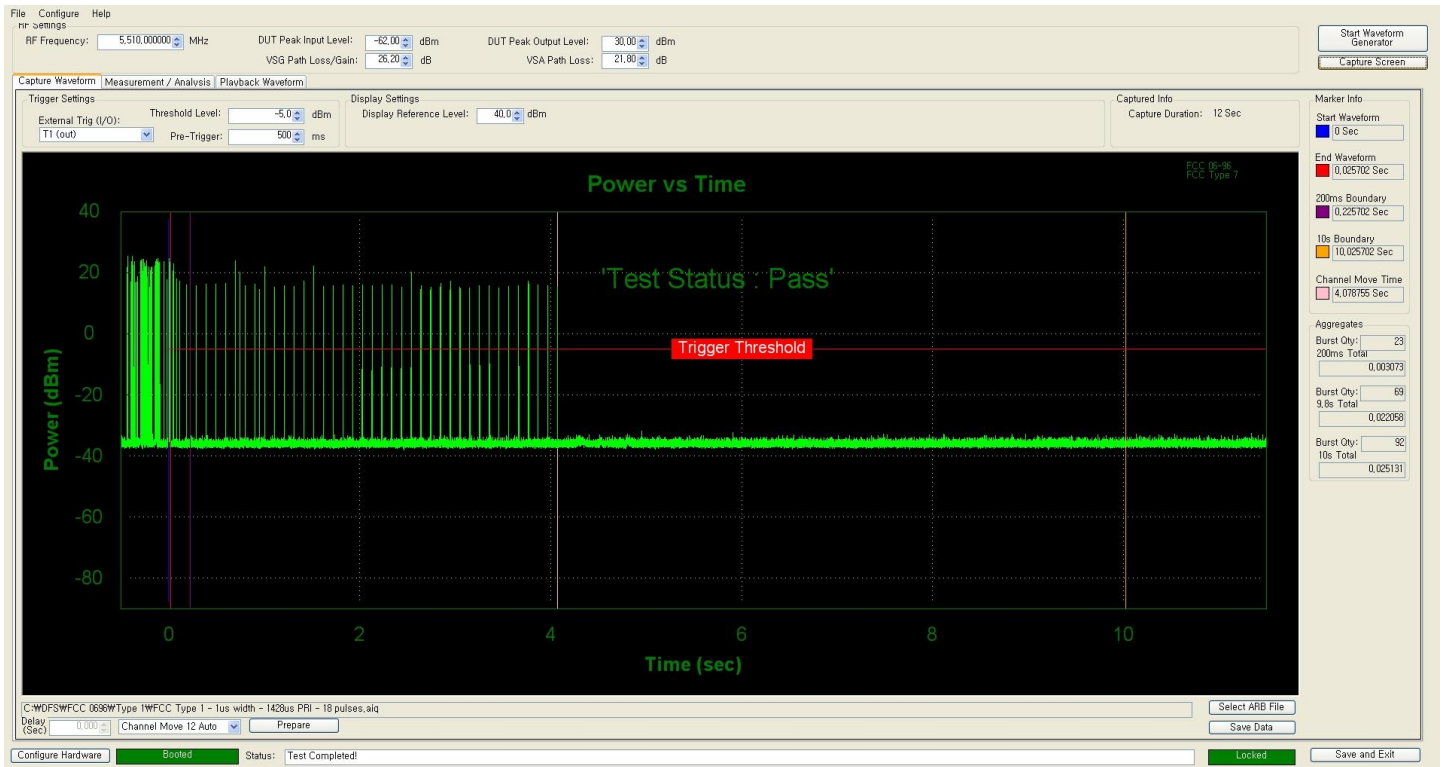 File Configure Help
RF Settings
RF Frequency: 5,510,000000 MHz DUT Peak Input Level: -62,00 dBm DUT Peak Output Level: 30,00 dBm
VSG Path Loss/Gain: 26,20 dB VSA Path Loss: 21,80 dB
Start Waveform Generator
Capture Screen
Capture Waveform Measurement / Analysis Playback Waveform
Trigger Settings
External Trig (I/O): Threshold Level: -5,0 dBm
T1 (out) Pre-Trigger: 500 ms
Display Settings
Display Reference Level: 40,0 dBm
Captured Info
Capture Duration: 12 Sec
Marker Info
Start Waveform
0 Sec
End Waveform
0,025702 Sec
200ms Boundary
0,225702 Sec
10s Boundary
10,025702 Sec
Channel Move Time
4,078755 Sec
Aggregates
Burst Qty: 23
200ms Total
0,003073
Burst Qty: 69
9,8s Total
0,022058
Burst Qty: 92
10s Total
0,025131
FCC 06-96
FCC Type 7
Power vs Time
'Test Status : Pass'
Trigger Threshold
Power (dBm)
40
20
0
-20
-40
-60
-80
0 2 4 6 8 10
Time (sec)
C:₩DFS₩FCC 0696₩Type 1₩FCC Type 1 - 1us width - 1428us PRI - 18 pulses.aiq
Select ARB File
Delay (Sec) 0,000 Channel Move 12 Auto Prepare
Save Data
Configure Hardware Booted Status: Test Completed! Locked Save and Exit